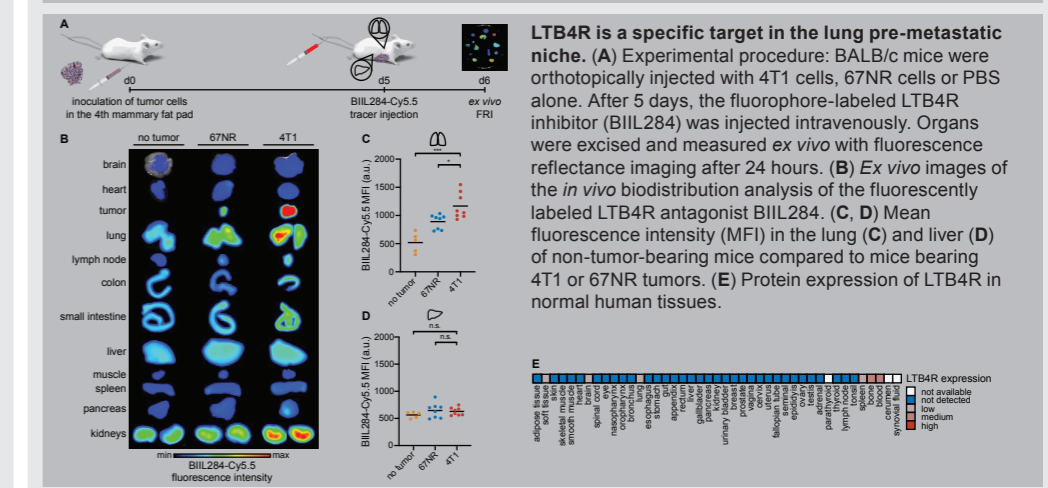 A
d0
d5
d6
inoculation of tumor cells
in the 4th mammary fat pad
BIIL284-Cy5.5
tracer injection
ex vivo
FRI
LTB4R is a specific target in the lung pre-metastatic
niche. (A) Experimental procedure: BALB/c mice were
orthotopically injected with 4T1 cells, 67NR cells or PBS
alone. After 5 days, the fluorophore-labeled LTB4R
inhibitor (BIIL284) was injected intravenously. Organs
were excised and measured ex vivo with fluorescence
reflectance imaging after 24 hours. (B) Ex vivo images of
the in vivo biodistribution analysis of the fluorescently
labeled LTB4R antagonist BIIL284. (C, D) Mean
fluorescence intensity (MFI) in the lung (C) and liver (D)
of non-tumor-bearing mice compared to mice bearing
4T1 or 67NR tumors. (E) Protein expression of LTB4R in
normal human tissues.
B
no tumor 67NR 4T1
brain
heart
tumor
lung
lymph node
colon
small intestine
liver
muscle
spleen
pancreas
kidneys
min max
BIIL284-Cy5.5
fluorescence intensity
C
***
*
BIIL284-Cy5.5 MFI (a.u.)
2000
1500
1000
500
0
no tumor
67NR
4T1
D
n.s.
n.s.
BIIL284-Cy5.5 MFI (a.u.)
2000
1500
1000
500
0
no tumor
67NR
4T1
E
LTB4R expression
not available
not detected
low
medium
high
adipose tissue
soft tissue
skin
skeletal muscle
smooth muscle
heart
brain
spinal cord
eye
nasopharynx
oropharynx
bronchus
lung
esophagus
stomach
gut
appendix
rectum
liver
gallbladder
pancreas
kidney
urinary bladder
breast
prostate
vagina
cervix
uterus
fallopian tube
seminal
epididyis
ovary
testis
adrenal
parathyroid
thyroid
lymph node
tonsil
spleen
bone
blood
cerumen
synovial fluid